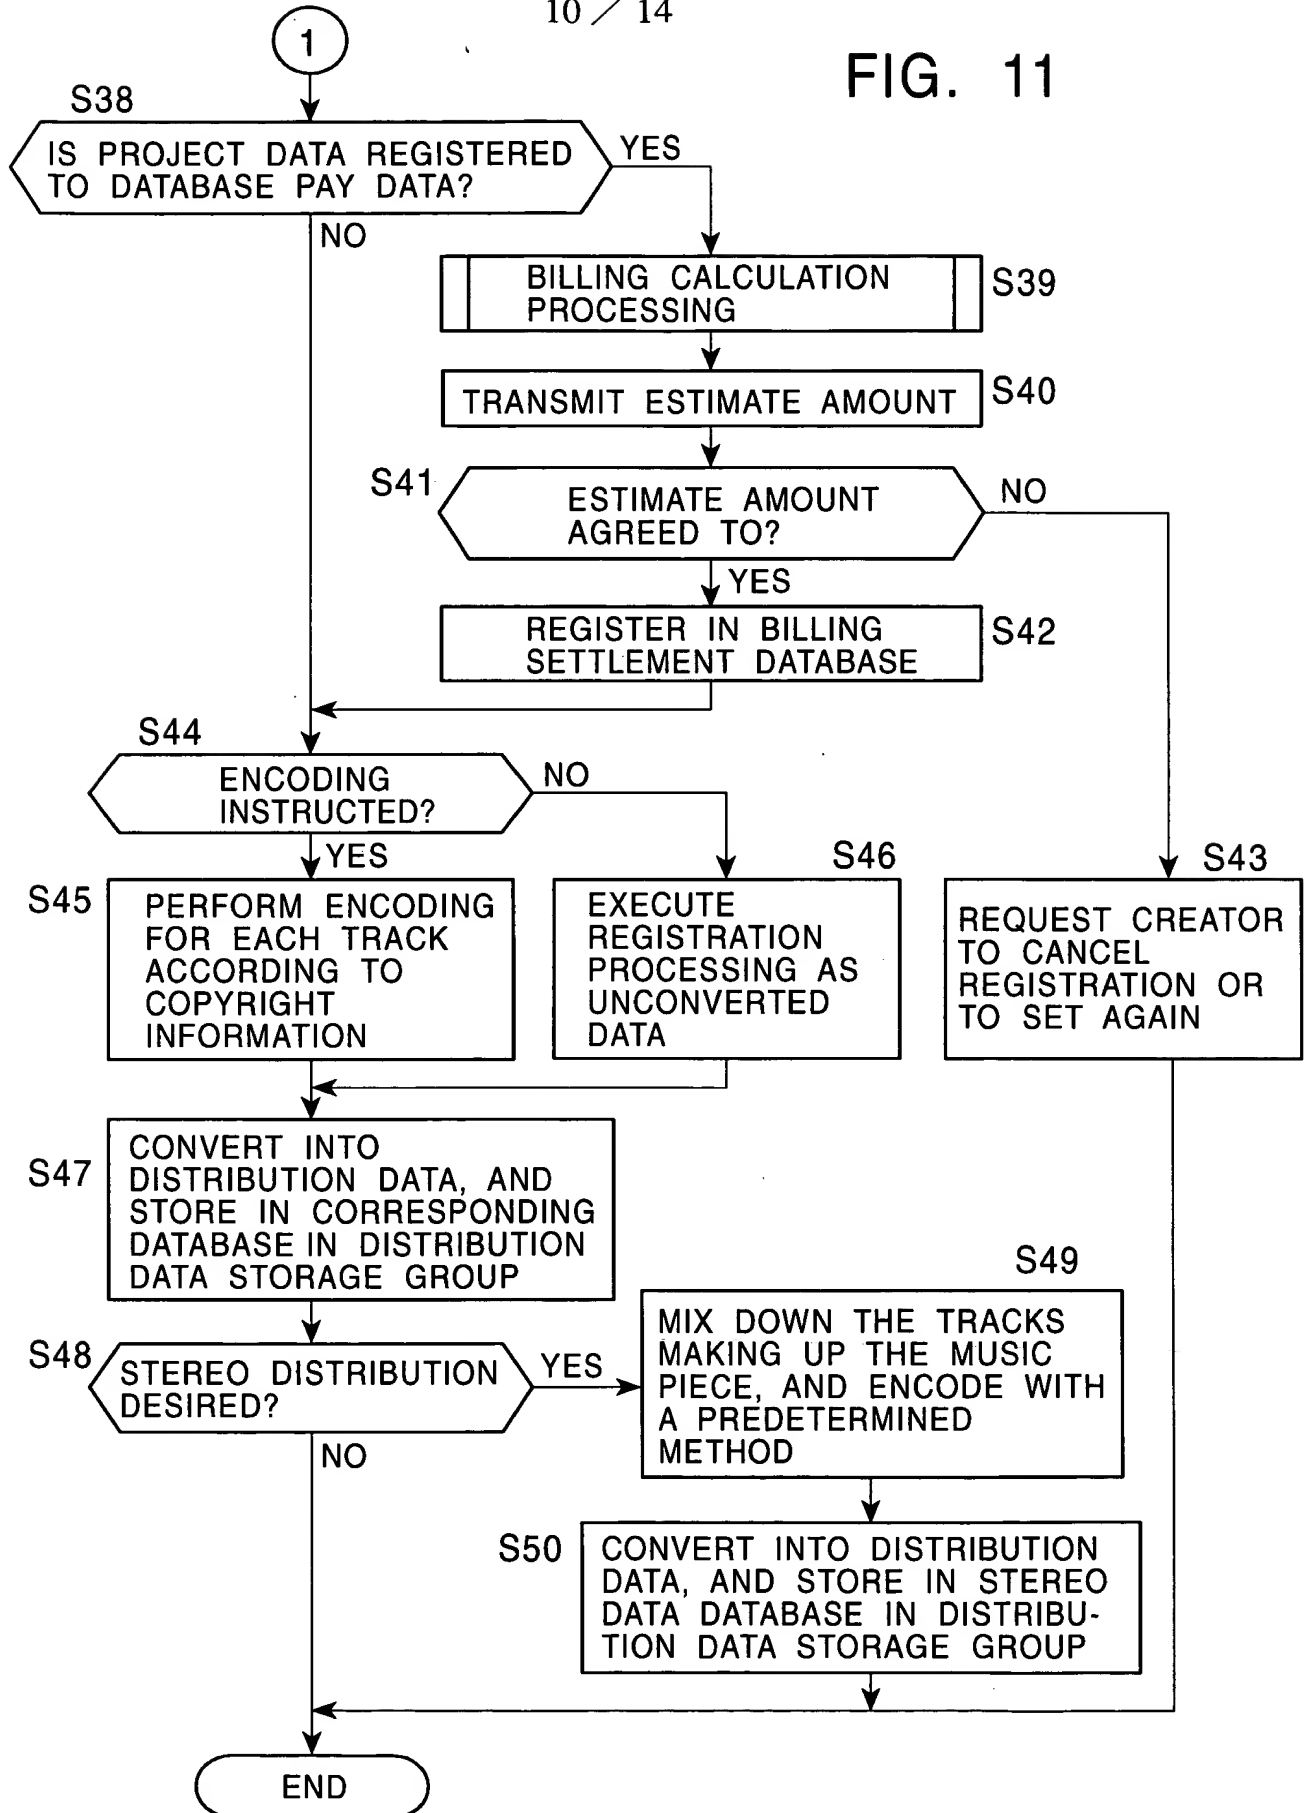 10 / 14
FIG. 11
1
S38
IS PROJECT DATA REGISTERED
TO DATABASE PAY DATA?
YES
NO
BILLING CALCULATION
PROCESSING
S39
TRANSMIT ESTIMATE AMOUNT
S40
S41
ESTIMATE AMOUNT
AGREED TO?
NO
YES
REGISTER IN BILLING
SETTLEMENT DATABASE
S42
S44
ENCODING
INSTRUCTED?
NO
YES
S45
PERFORM ENCODING
FOR EACH TRACK
ACCORDING TO
COPYRIGHT
INFORMATION
S46
EXECUTE
REGISTRATION
PROCESSING AS
UNCONVERTED
DATA
S43
REQUEST CREATOR
TO CANCEL
REGISTRATION OR
TO SET AGAIN
S47
CONVERT INTO
DISTRIBUTION DATA, AND
STORE IN CORRESPONDING
DATABASE IN DISTRIBUTION
DATA STORAGE GROUP
S48
STEREO DISTRIBUTION
DESIRED?
YES
NO
S49
MIX DOWN THE TRACKS
MAKING UP THE MUSIC
PIECE, AND ENCODE WITH
A PREDETERMINED
METHOD
S50
CONVERT INTO DISTRIBUTION
DATA, AND STORE IN STEREO
DATA DATABASE IN DISTRIBU-
TION DATA STORAGE GROUP
END